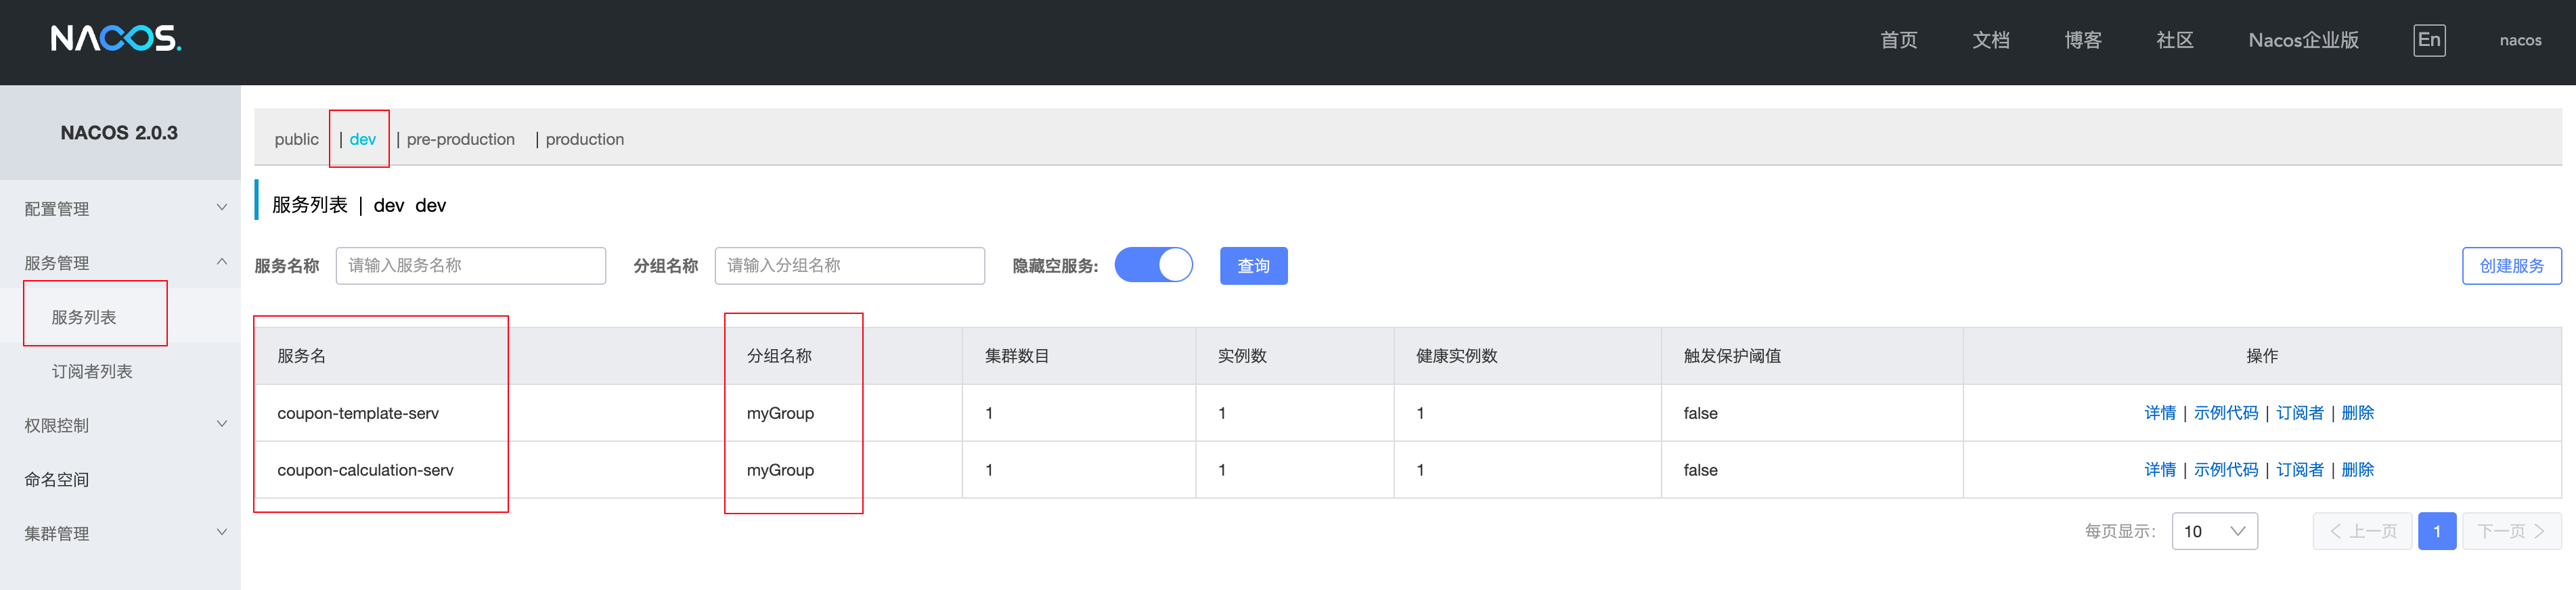 NACOS.
首页 文档 博客 社区 Nacos企业版 En nacos
NACOS 2.0.3
配置管理
服务管理
服务列表
订阅者列表
权限控制
命名空间
集群管理
public | dev | pre-production | production
服务列表 | dev dev
服务名称 请输入服务名称 分组名称 请输入分组名称 隐藏空服务: 查询 创建服务
服务名 分组名称 集群数目 实例数 健康实例数 触发保护阈值 操作
coupon-template-serv myGroup 1 1 1 false 详情 | 示例代码 | 订阅者 | 删除
coupon-calculation-serv myGroup 1 1 1 false 详情 | 示例代码 | 订阅者 | 删除
每页显示: 10 上一页 1 下一页